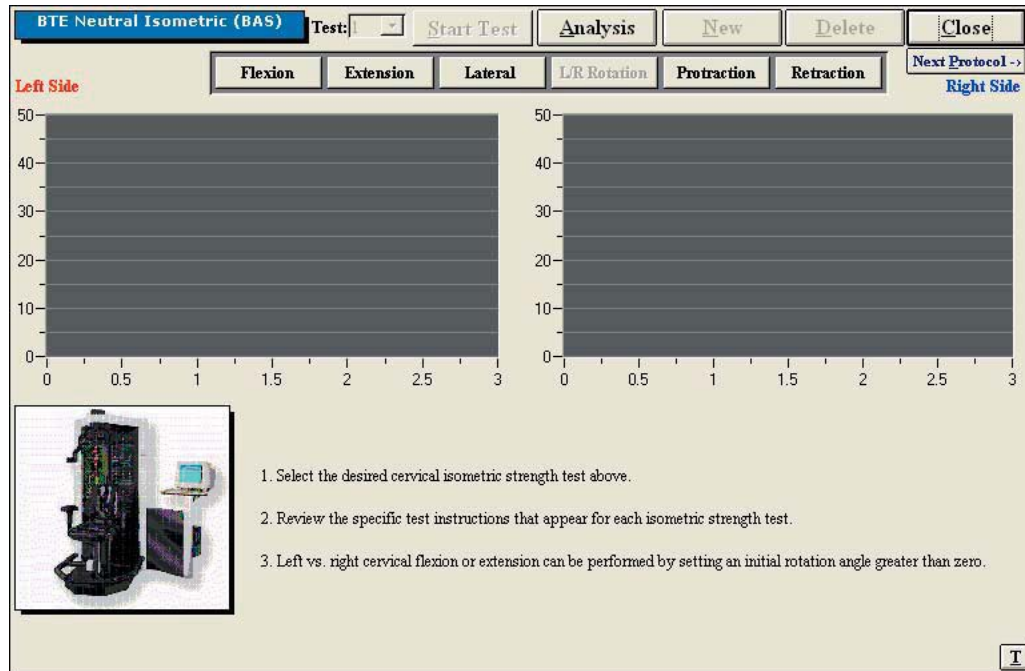 BTE Neutral Isometric (BAS) Test: 1 Start Test Analysis New Delete Close
Flexion Extension Lateral L/R Rotation Protraction Retraction Next Protocol ->
Left Side Right Side
50 50
40 40
30 30
20 20
10 10
0 0
0 0.5 1 1.5 2 2.5 3 0 0.5 1 1.5 2 2.5 3
1. Select the desired cervical isometric strength test above.
2. Review the specific test instructions that appear for each isometric strength test.
3. Left vs. right cervical flexion or extension can be performed by setting an initial rotation angle greater than zero.
T